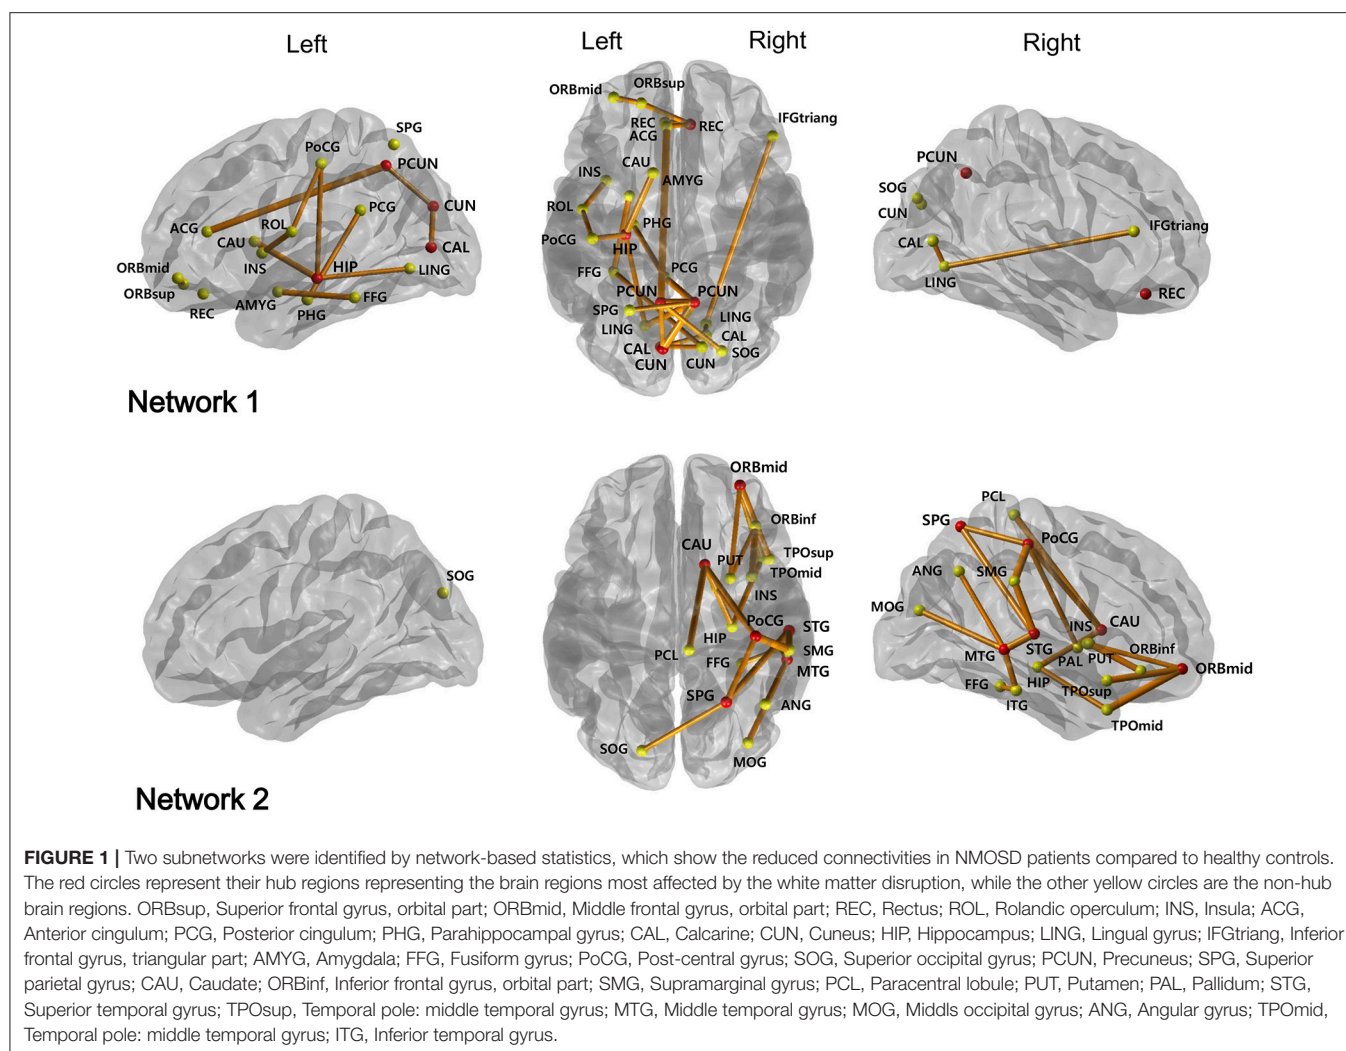 Left
Left
Right
Right
SPG
PoCG
PCUN
PCG
CUN
ACG
ROL
CAU
CAL
INS
HIP
LING
ORBmid
ORBsup
AMYG
FFG
REC
PHG
ORBmid
ORBsup
IFGtriang
REC
ACG
REC
CAU
INS
AMYG
ROL
PHG
PoCG
HIP
FFG
PCG
PCUN
PCUN
SPG
LING
LING
CAL
CAL
SOG
CUN
CUN
PCUN
SOG
CUN
CAL
IFGtriang
LING
REC
Network 1
SOG
ORBmid
ORBinf
CAU
PUT
TPOsup
TPOmid
INS
PoCG
STG
HIP
SMG
PCL
FFG
MTG
SPG
ANG
SOG
MOG
PCL
SPG
PoCG
ANG
SMG
MOG
INS
CAU
MTG
STG
PAL
PUT
ORBinf
ORBmid
HIP
FFG
TPOsup
ITG
TPOmid
Network 2
FIGURE 1 | Two subnetworks were identified by network-based statistics, which show the reduced connectivities in NMOSD patients compared to healthy controls.
The red circles represent their hub regions representing the brain regions most affected by the white matter disruption, while the other yellow circles are the non-hub
brain regions. ORBsup, Superior frontal gyrus, orbital part; ORBmid, Middle frontal gyrus, orbital part; REC, Rectus; ROL, Rolandic operculum; INS, Insula; ACG,
Anterior cingulum; PCG, Posterior cingulum; PHG, Parahippocampal gyrus; CAL, Calcarine; CUN, Cuneus; HIP, Hippocampus; LING, Lingual gyrus; IFGtriang, Inferior
frontal gyrus, triangular part; AMYG, Amygdala; FFG, Fusiform gyrus; PoCG, Post-central gyrus; SOG, Superior occipital gyrus; PCUN, Precuneus; SPG, Superior
parietal gyrus; CAU, Caudate; ORBinf, Inferior frontal gyrus, orbital part; SMG, Supramarginal gyrus; PCL, Paracentral lobule; PUT, Putamen; PAL, Pallidum; STG,
Superior temporal gyrus; TPOsup, Temporal pole: middle temporal gyrus; MTG, Middle temporal gyrus; MOG, Middls occipital gyrus; ANG, Angular gyrus; TPOmid,
Temporal pole: middle temporal gyrus; ITG, Inferior temporal gyrus.